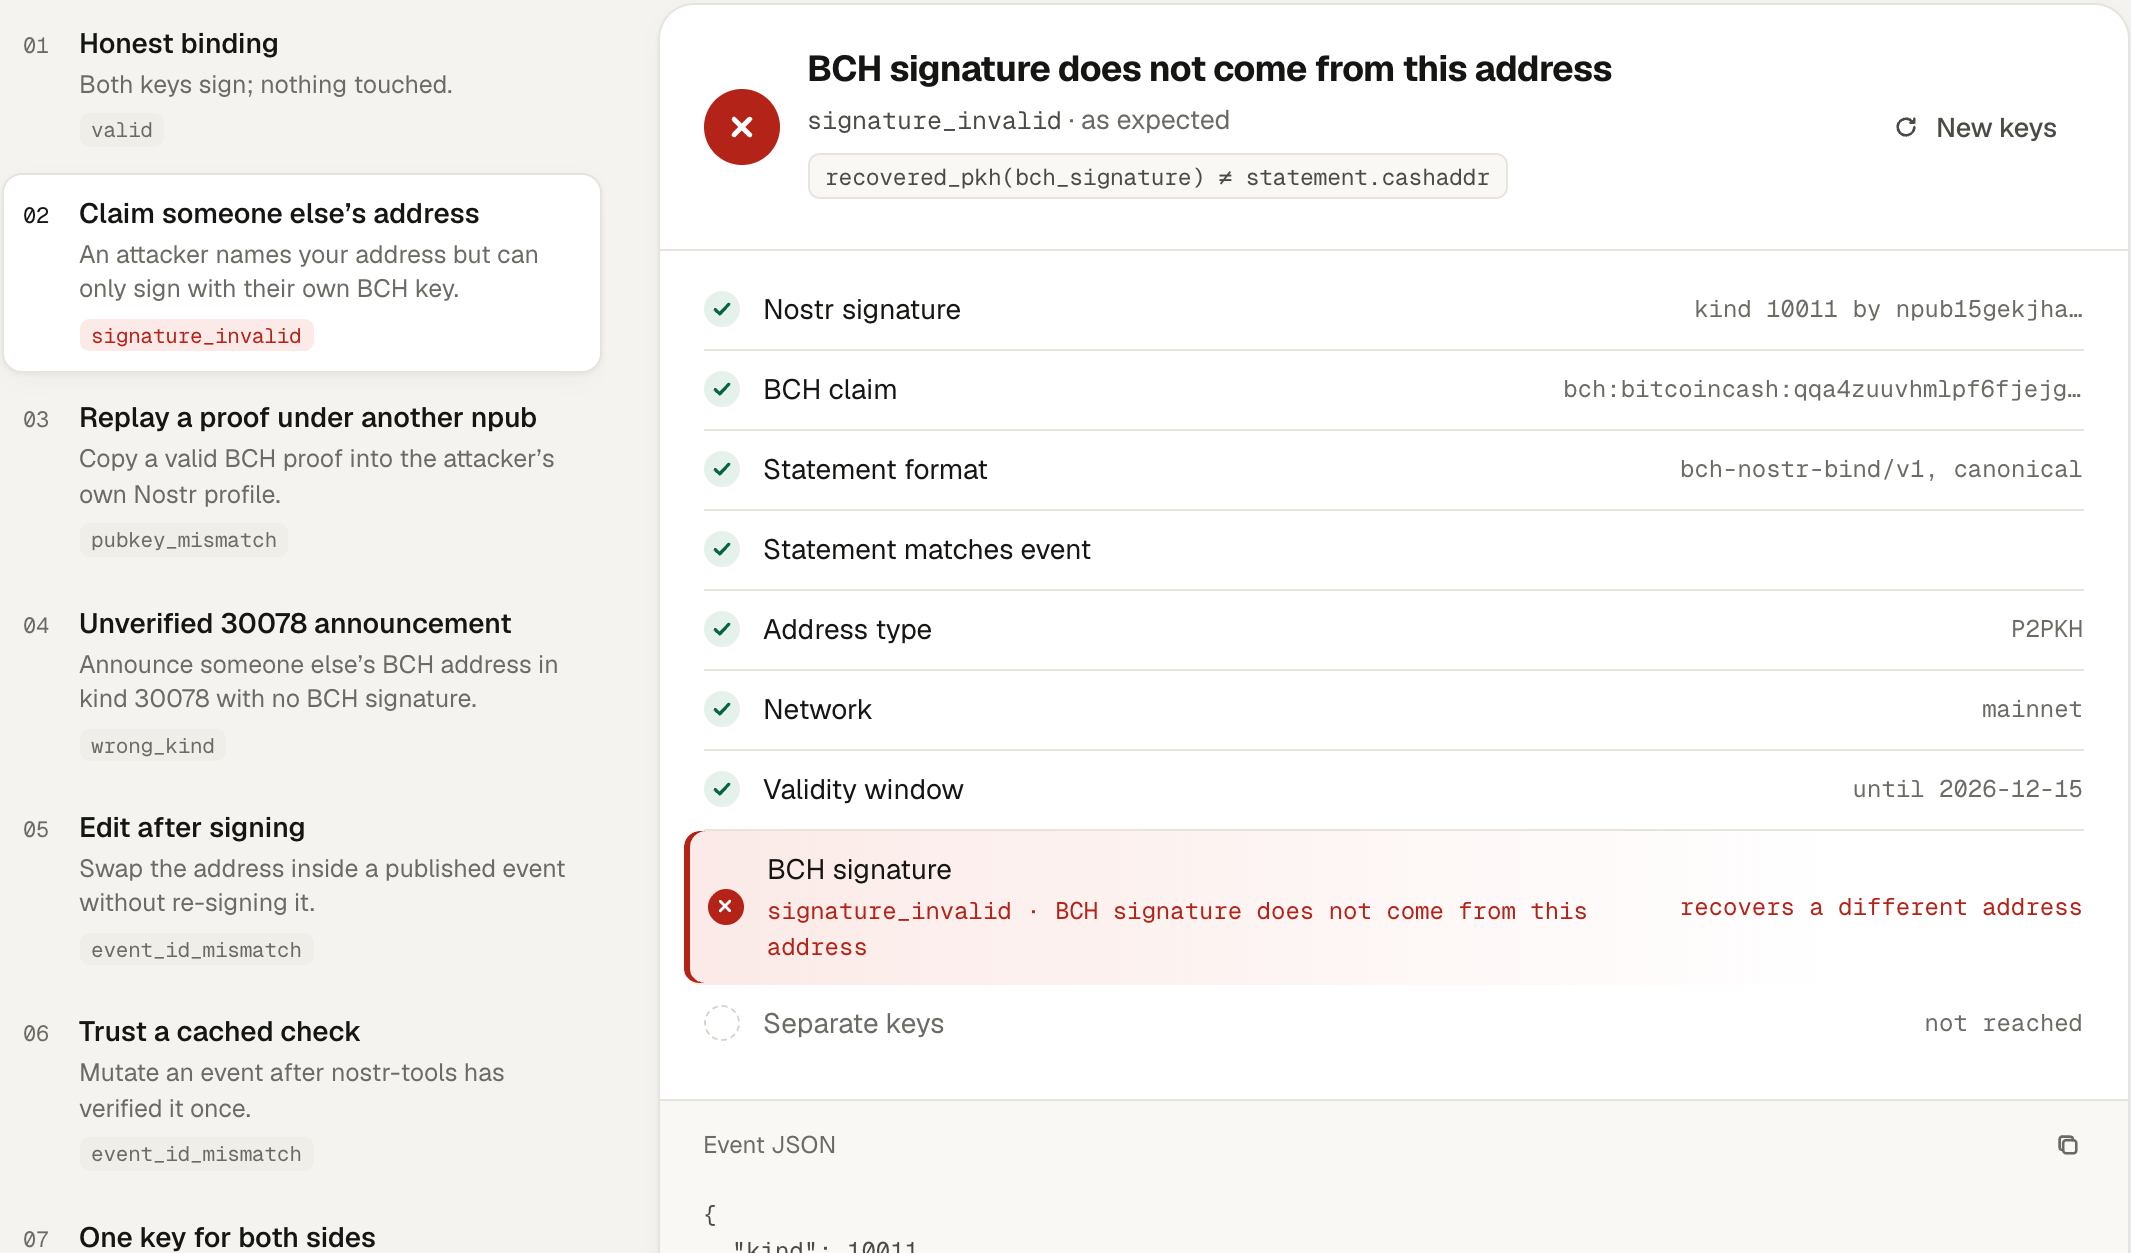 01 Honest binding
Both keys sign; nothing touched.
valid
02 Claim someone else’s address
An attacker names your address but can
only sign with their own BCH key.
signature_invalid
03 Replay a proof under another npub
Copy a valid BCH proof into the attacker’s
own Nostr profile.
pubkey_mismatch
04 Unverified 30078 announcement
Announce someone else’s BCH address in
kind 30078 with no BCH signature.
wrong_kind
05 Edit after signing
Swap the address inside a published event
without re-signing it.
event_id_mismatch
06 Trust a cached check
Mutate an event after nostr-tools has
verified it once.
event_id_mismatch
07 One key for both sides
BCH signature does not come from this address
signature_invalid · as expected
recovered_pkh(bch_signature) ≠ statement.cashaddr
New keys
Nostr signature kind 10011 by npub15gekjha…
BCH claim bch:bitcoincash:qqa4zuuvhmlpf6fjejg…
Statement format bch-nostr-bind/v1, canonical
Statement matches event
Address type P2PKH
Network mainnet
Validity window until 2026-12-15
BCH signature
signature_invalid · BCH signature does not come from this
address
recovers a different address
Separate keys not reached
Event JSON
{
"kind": 10011